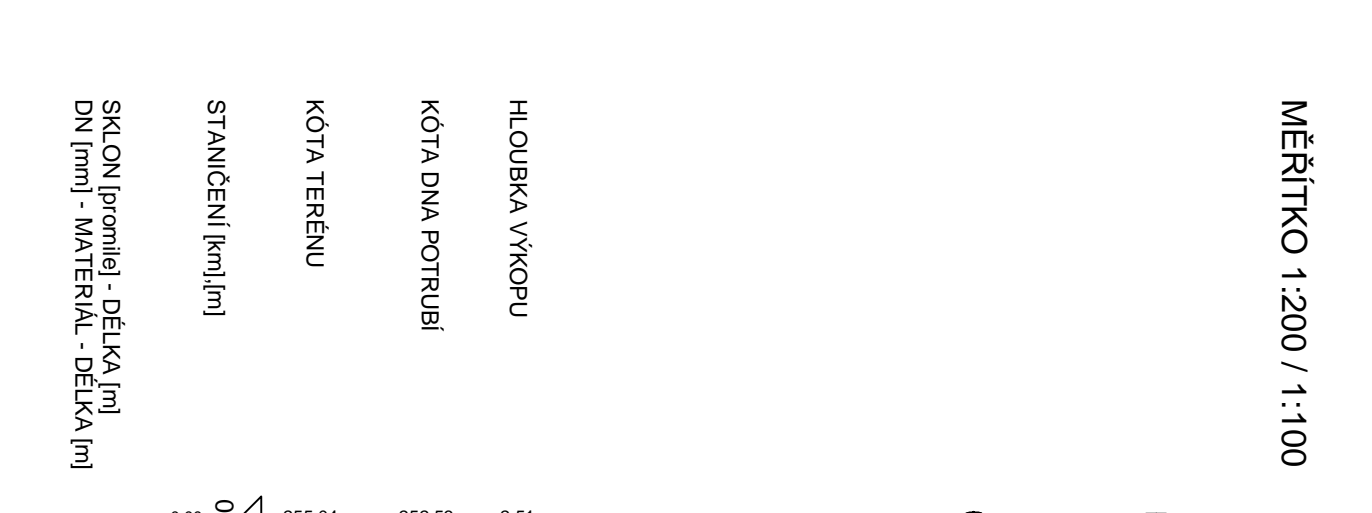 MĚŘÍTKO 1:200 / 1:100
HLOUBKA VÝKOPU
KÓTA DNA POTRUBÍ
KÓTA TERÉNU
STANIČENÍ [km],[m]
SKLON [promile] - DÉLKA [m]
DN [mm] - MATERIÁL - DÉLKA [m]